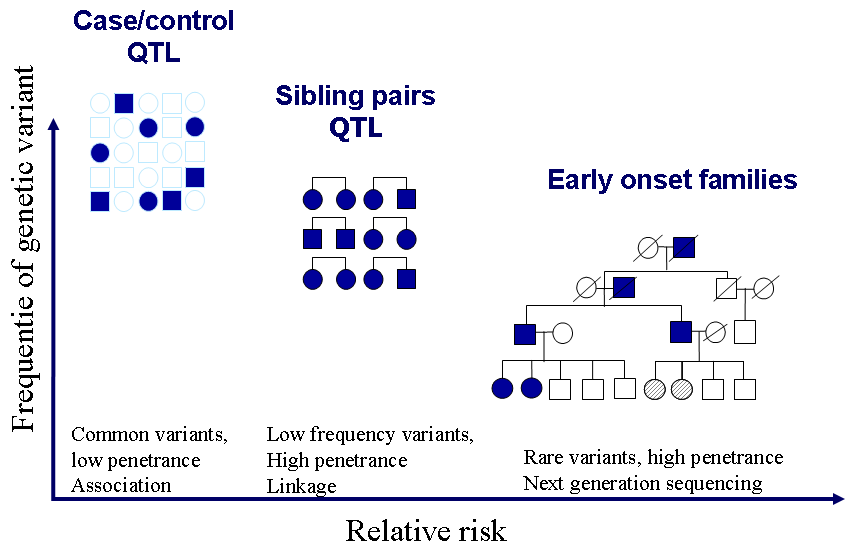 Case/control
QTL
Sibling pairs
QTL
Early onset families
Frequentie of genetic variant
Common variants,
low penetrance
Association
Low frequency variants,
High penetrance
Linkage
Rare variants, high penetrance
Next generation sequencing
Relative risk